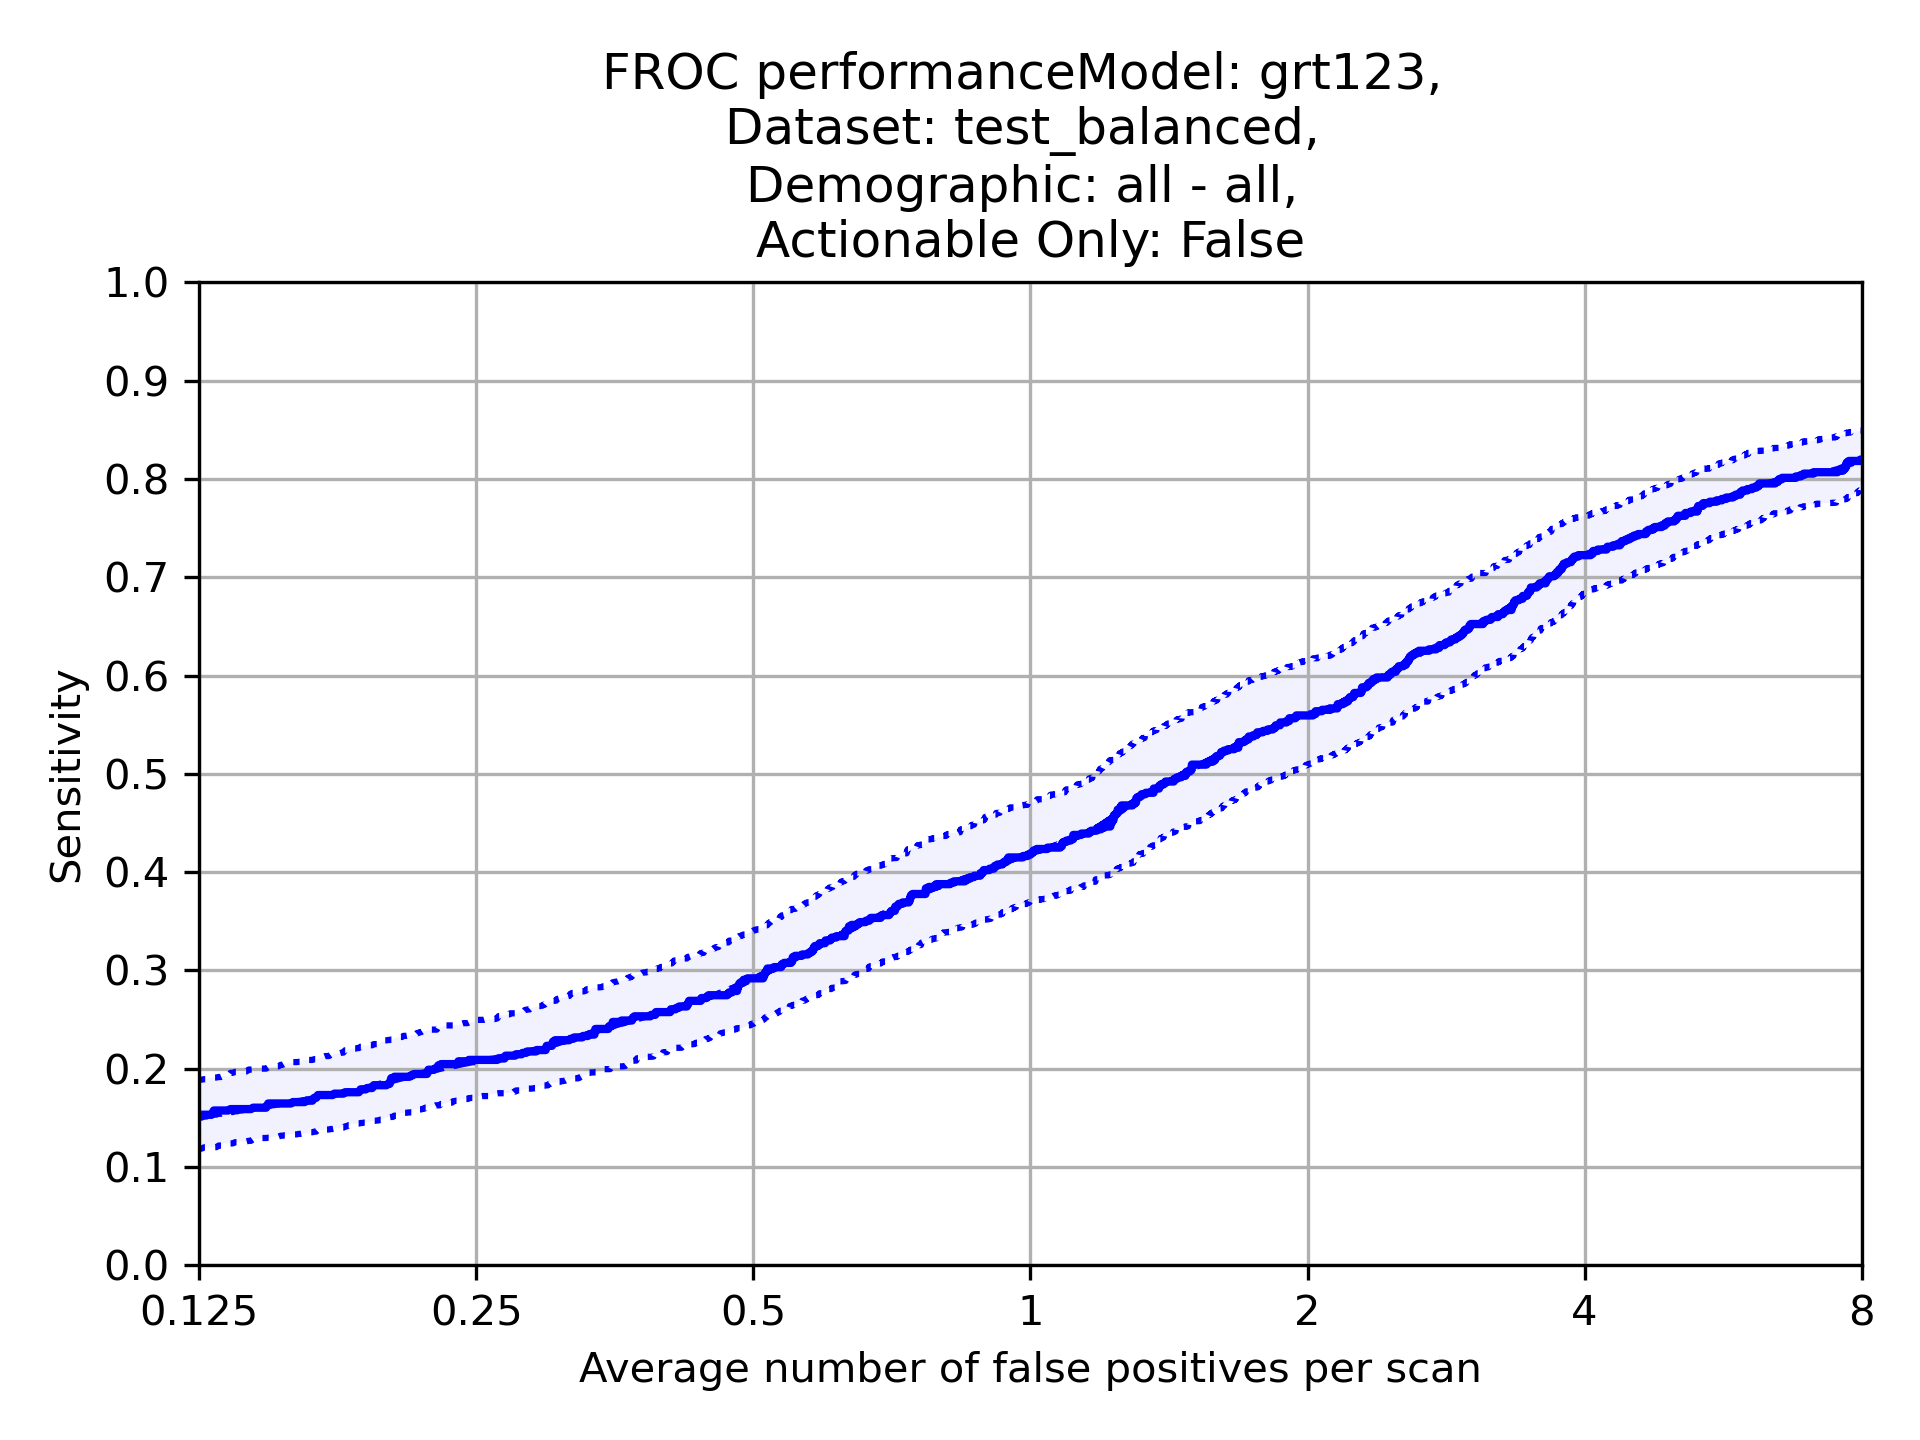 FROC performanceModel: grt123,
Dataset: test_balanced,
Demographic: all - all,
Actionable Only: False
1.0
0.9
0.8
0.7
0.6
0.5
0.4
0.3
0.2
0.1
0.0
Sensitivity
0.125 0.25 0.5 1 2 4 8
Average number of false positives per scan